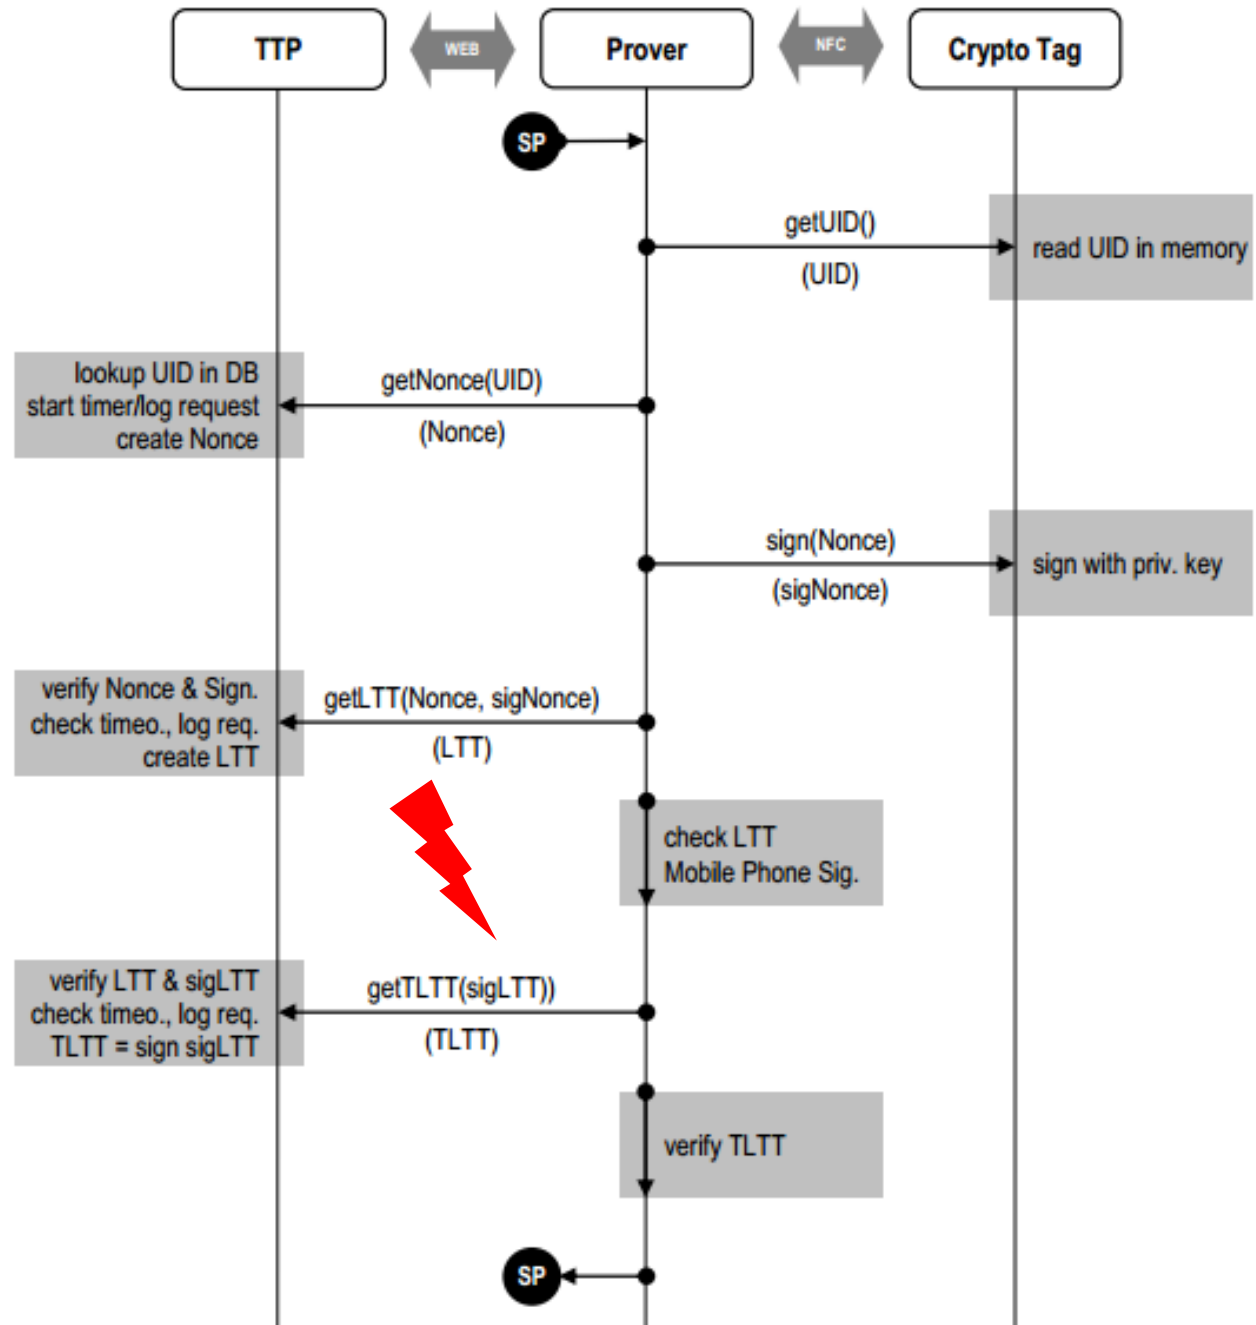 TTP
WEB
Prover
NFC
Crypto Tag
SP
getUID()
(UID)
read UID in memory
lookup UID in DB
start timer/log request
create Nonce
getNonce(UID)
(Nonce)
sign(Nonce)
(sigNonce)
sign with priv. key
verify Nonce & Sign.
check timeo., log req.
create LTT
getLTT(Nonce, sigNonce)
(LTT)
check LTT
Mobile Phone Sig.
verify LTT & sigLTT
check timeo., log req.
TLTT = sign sigLTT
getTLTT(sigLTT))
(TLTT)
verify TLTT
SP